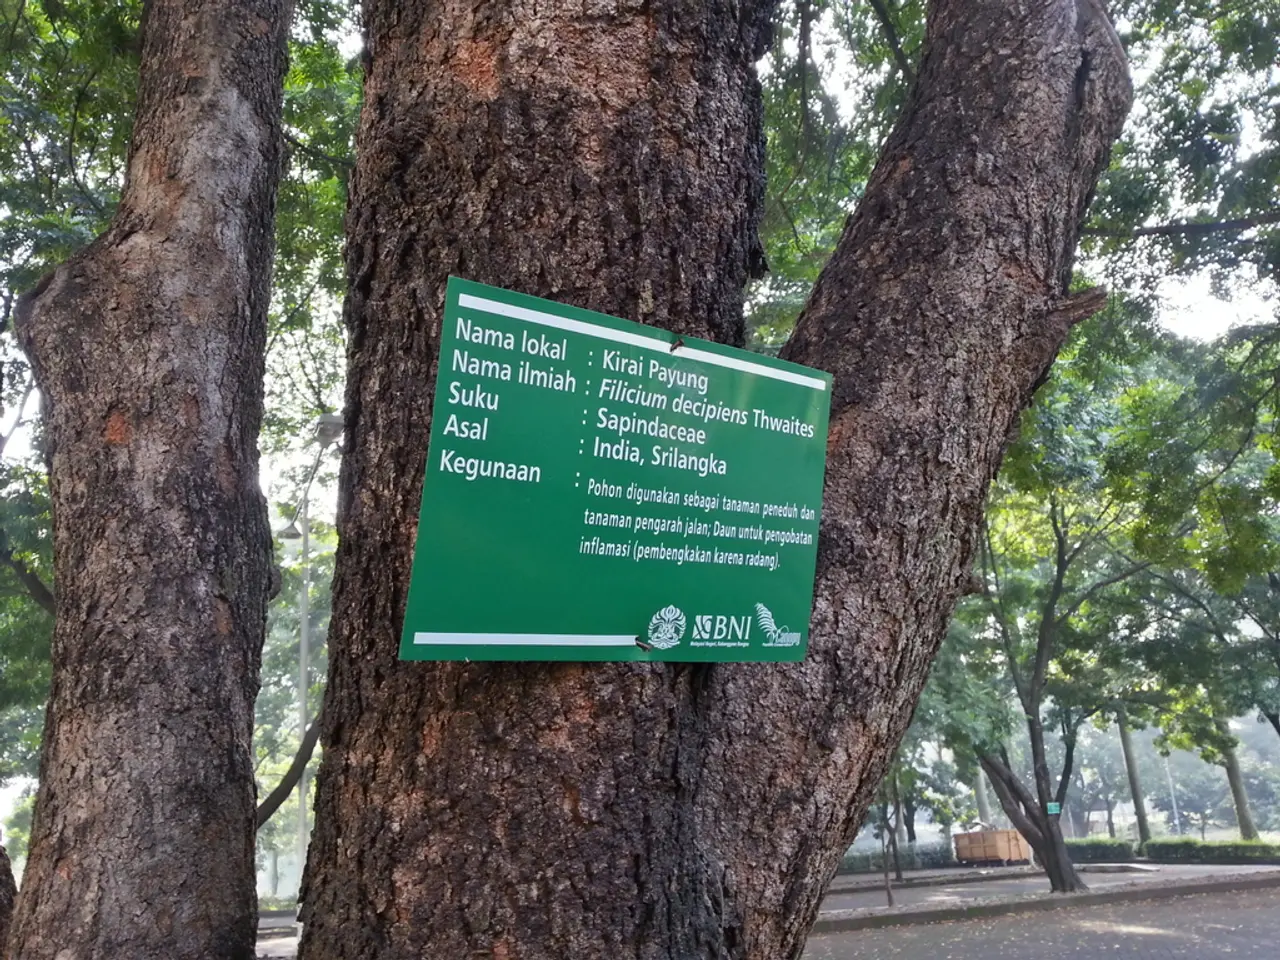 Nama lokal : Kirai Payung
Nama ilmiah : Filicium decipiens Thwaites
Suku : Sapindaceae
Asal : India, Srilangka
Kegunaan : Pohon digunakan sebagai tanaman peneduh dan
tanaman pengarah jalan; Daun untuk pengobatan
inflamasi (pembengkakan karena radang).
BNI